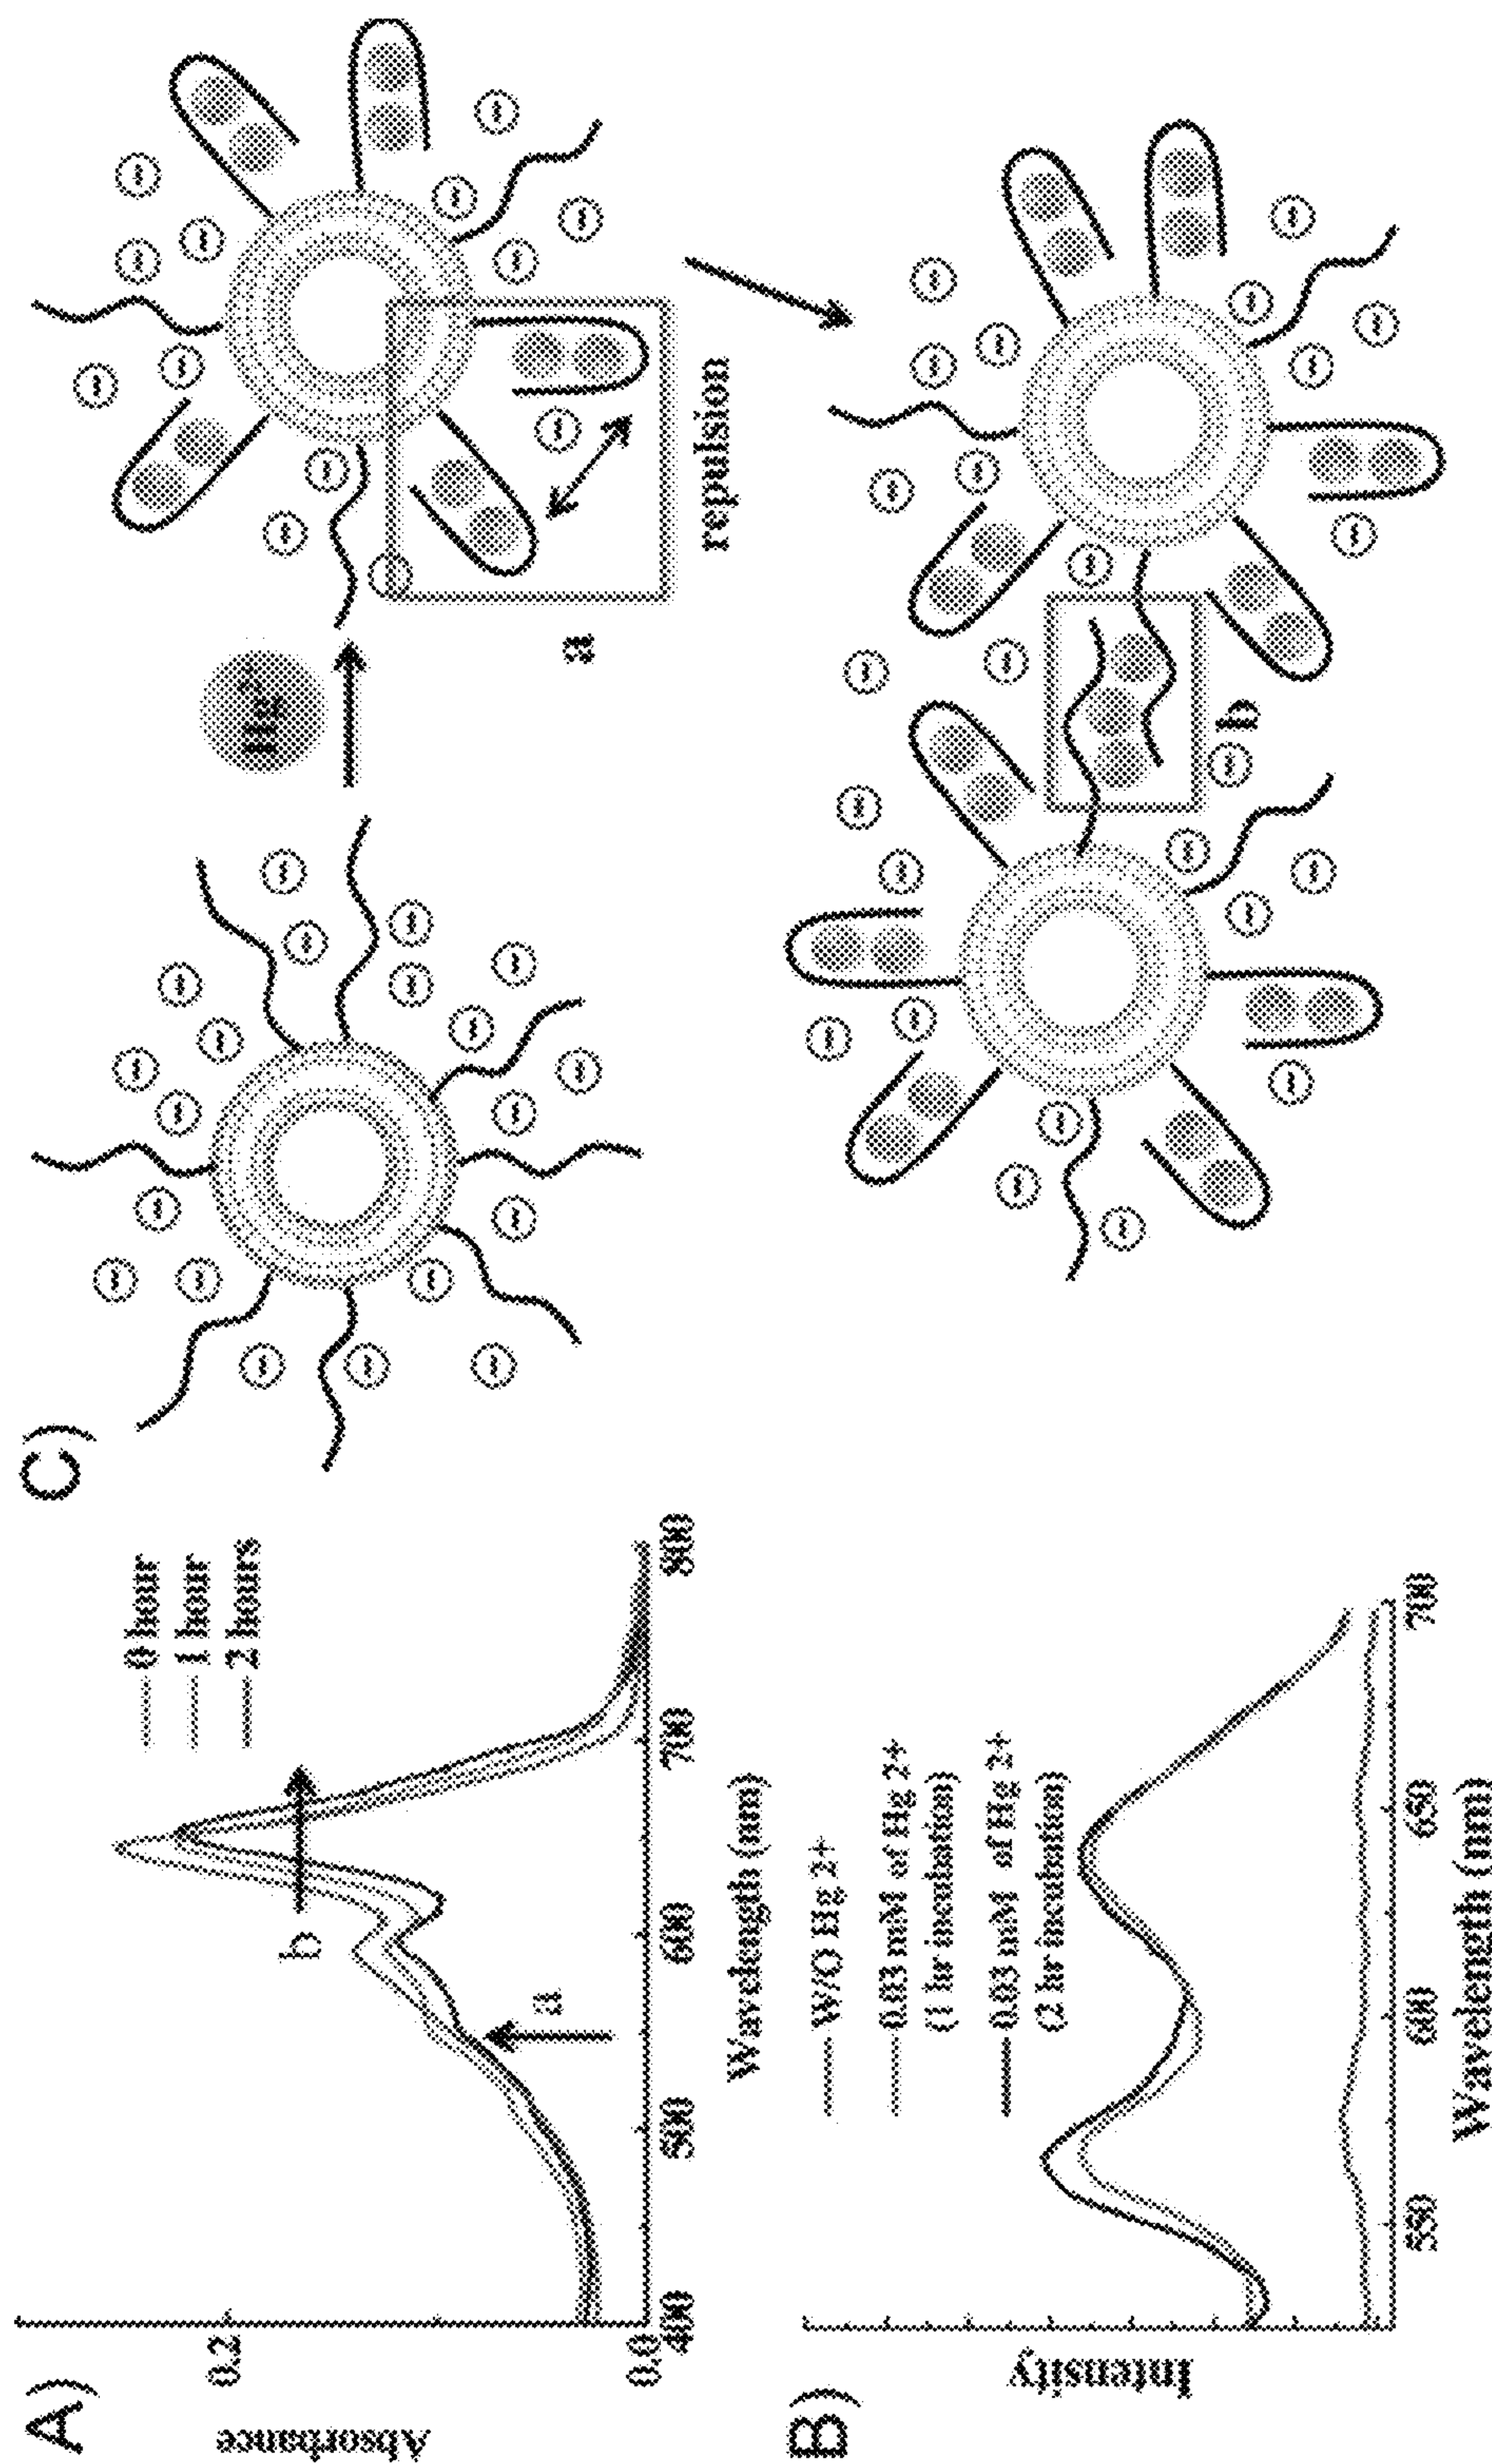 A)
Absorbance
0.2
0.0
400
500
600
700
800
Wavelength (nm)
0 hour
1 hour
2 hours
a
b
B)
Intensity
550
600
650
700
Wavelength (nm)
W/O Hg 2+
0.03 mM of Hg 2+
(1 hr incubation)
0.03 mM of Hg 2+
(2 hr incubation)
C)
a
repulsion
b